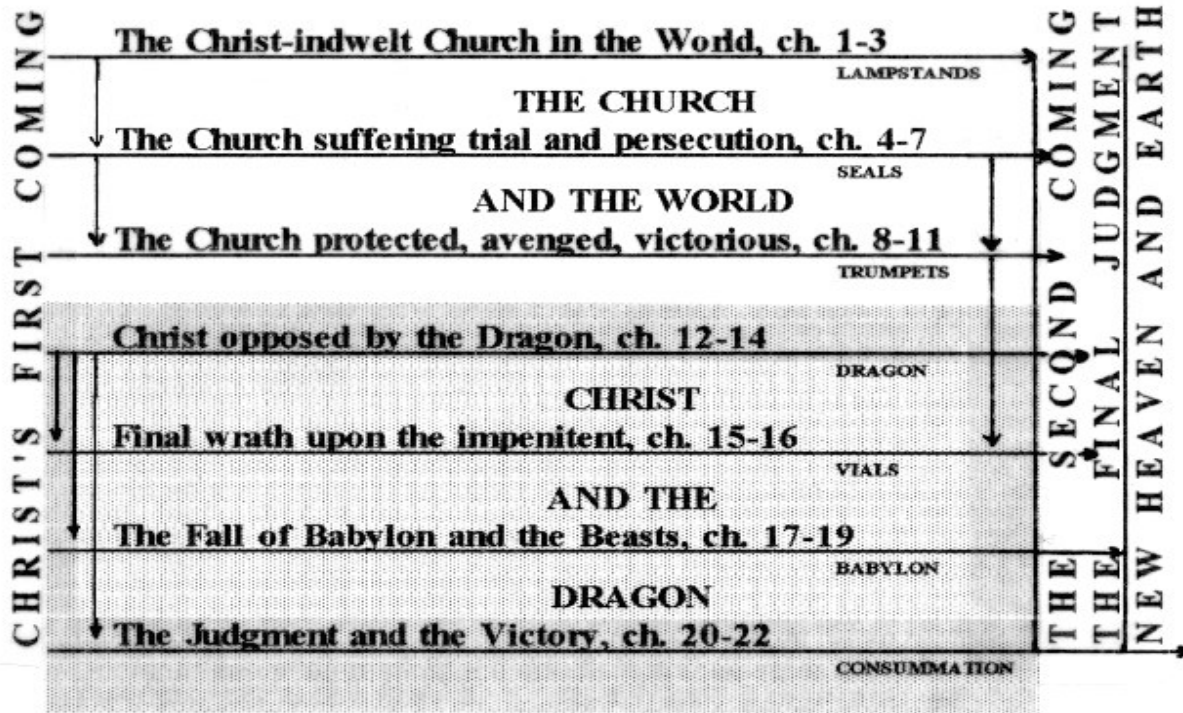 CHRIST'S FIRST COMING
The Christ-indwelt Church in the World, ch. 1-3
LAMPSTANDS
THE CHURCH
The Church suffering trial and persecution, ch. 4-7
SEALS
AND THE WORLD
The Church protected, avenged, victorious, ch. 8-11
TRUMPETS
Christ opposed by the Dragon, ch. 12-14
DRAGON
CHRIST
Final wrath upon the impenitent, ch. 15-16
VIALS
AND THE
The Fall of Babylon and the Beasts, ch. 17-19
BABYLON
DRAGON
The Judgment and the Victory, ch. 20-22
CONSUMMATION
THE SECOND COMING
THE FINAL JUDGMENT
NEW HEAVEN AND EARTH